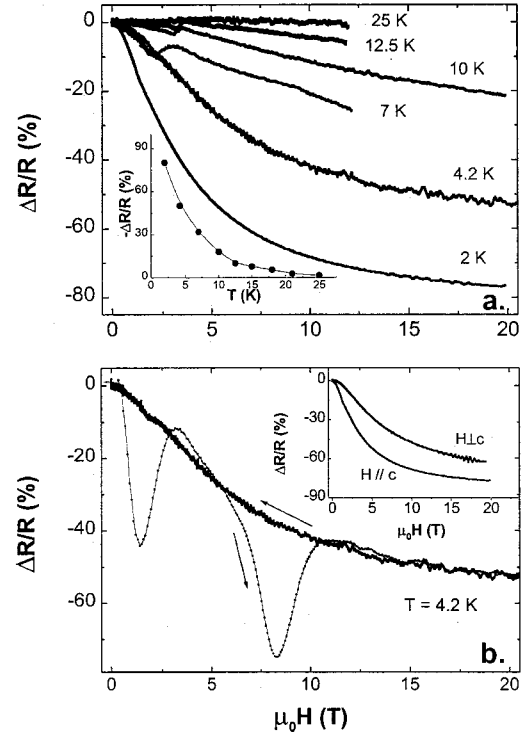 0
-20
-40
-60
-80
ΔR/R (%)
25 K
12.5 K
10 K
7 K
4.2 K
2 K
90
60
30
0
-ΔR/R (%)
0 5 10 15 20 25
T (K)
a.
0 5 10 15 20
0
-20
-40
-60
ΔR/R (%)
0
-30
-60
-90
ΔR/R (%)
H⊥c
H // c
0 5 10 15 20 25
μ₀H (T)
T = 4.2 K
b.
0 5 10 15 20
μ₀H (T)